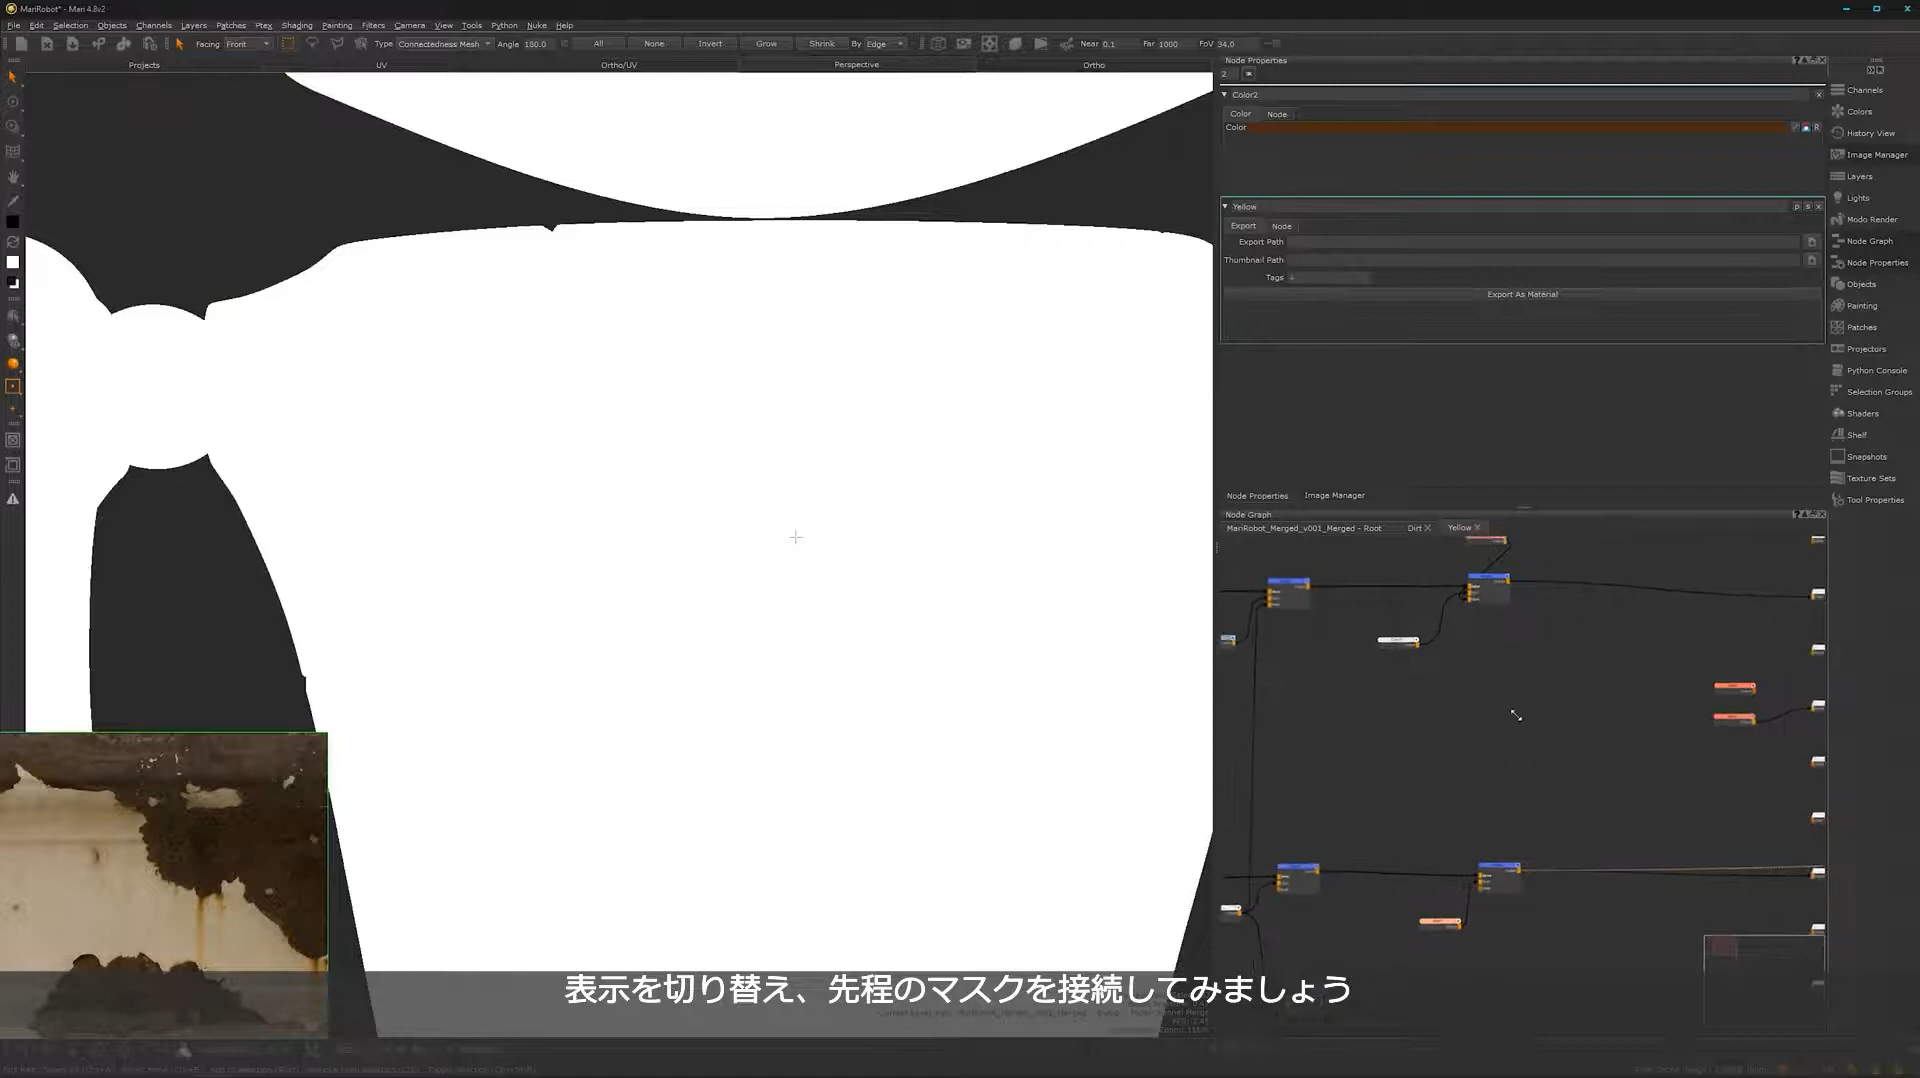 MariRobot* - Mari 4.8v2
File Edit Selection Objects Channels Layers Patches Ptex Shading Painting Filters Camera View Tools Python Nuke Help
Facing Front Type Connectedness Mesh Angle 180.0 All None Invert Grow Shrink By Edge Near 0.1 Far 1000 FoV 34.0
Projects UV Ortho/UV Perspective Ortho
Node Properties
2
Color2
Color Node
Color R
Yellow
Export Node
Export Path
Thumbnail Path
Tags +
Export As Material
Node Properties Image Manager
Node Graph
MariRobot_Merged_v001_Merged - Root Dirt Yellow
Channels
Colors
History View
Image Manager
Layers
Lights
Modo Render
Node Graph
Node Properties
Objects
Painting
Patches
Projectors
Python Console
Selection Groups
Shaders
Shelf
Snapshots
Texture Sets
Tool Properties
表示を切り替え、先程のマスクを接続してみましょう